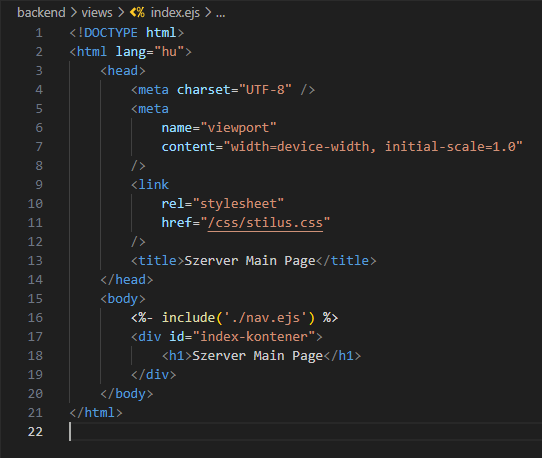 backend > views > <% index.ejs > ...
1 <!DOCTYPE html>
2 <html lang="hu">
3 <head>
4 <meta charset="UTF-8" />
5 <meta
6 name="viewport"
7 content="width=device-width, initial-scale=1.0"
8 />
9 <link
10 rel="stylesheet"
11 href="/css/stilus.css"
12 />
13 <title>Szerver Main Page</title>
14 </head>
15 <body>
16 <%- include('./nav.ejs') %>
17 <div id="index-kontener">
18 <h1>Szerver Main Page</h1>
19 </div>
20 </body>
21 </html>
22